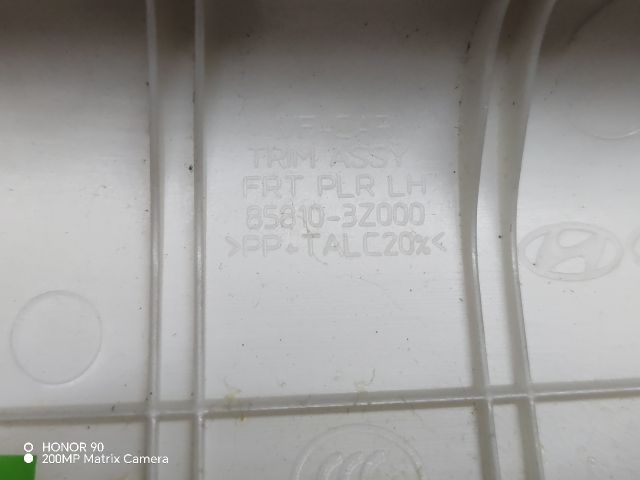 TRIM ASSY
FRT PLR LH
85810-3Z000
>PP-TALC20%<
HONOR 90
200MP Matrix Camera